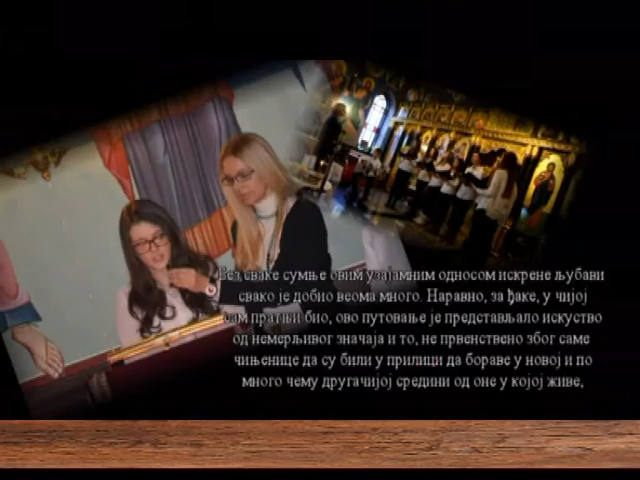 Без сваке сумње овим узајамним односом искрене љубави
свако је добио веома много. Наравно, за ђаке, у чијој
сам пратњи био, ово путовање је представљало искуство
од немерљивог значаја и то, не првенствено због саме
чињенице да су били у прилици да бораве у новој и по
много чему другачијој средини од оне у којој живе,